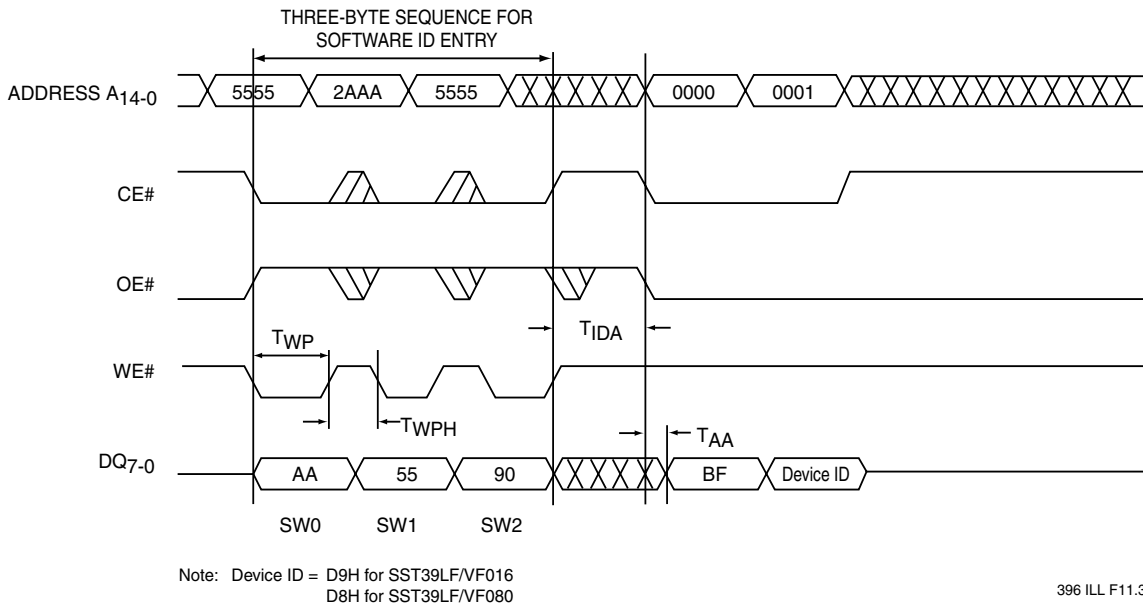 THREE-BYTE SEQUENCE FOR
SOFTWARE ID ENTRY
ADDRESS A14-0 5555 2AAA 5555 0000 0001
CE#
OE#
TIDA
TWP
WE#
TWPH
TAA
DQ7-0 AA 55 90 BF Device ID
SW0 SW1 SW2
Note: Device ID = D9H for SST39LF/VF016
D8H for SST39LF/VF080
396 ILL F11.3